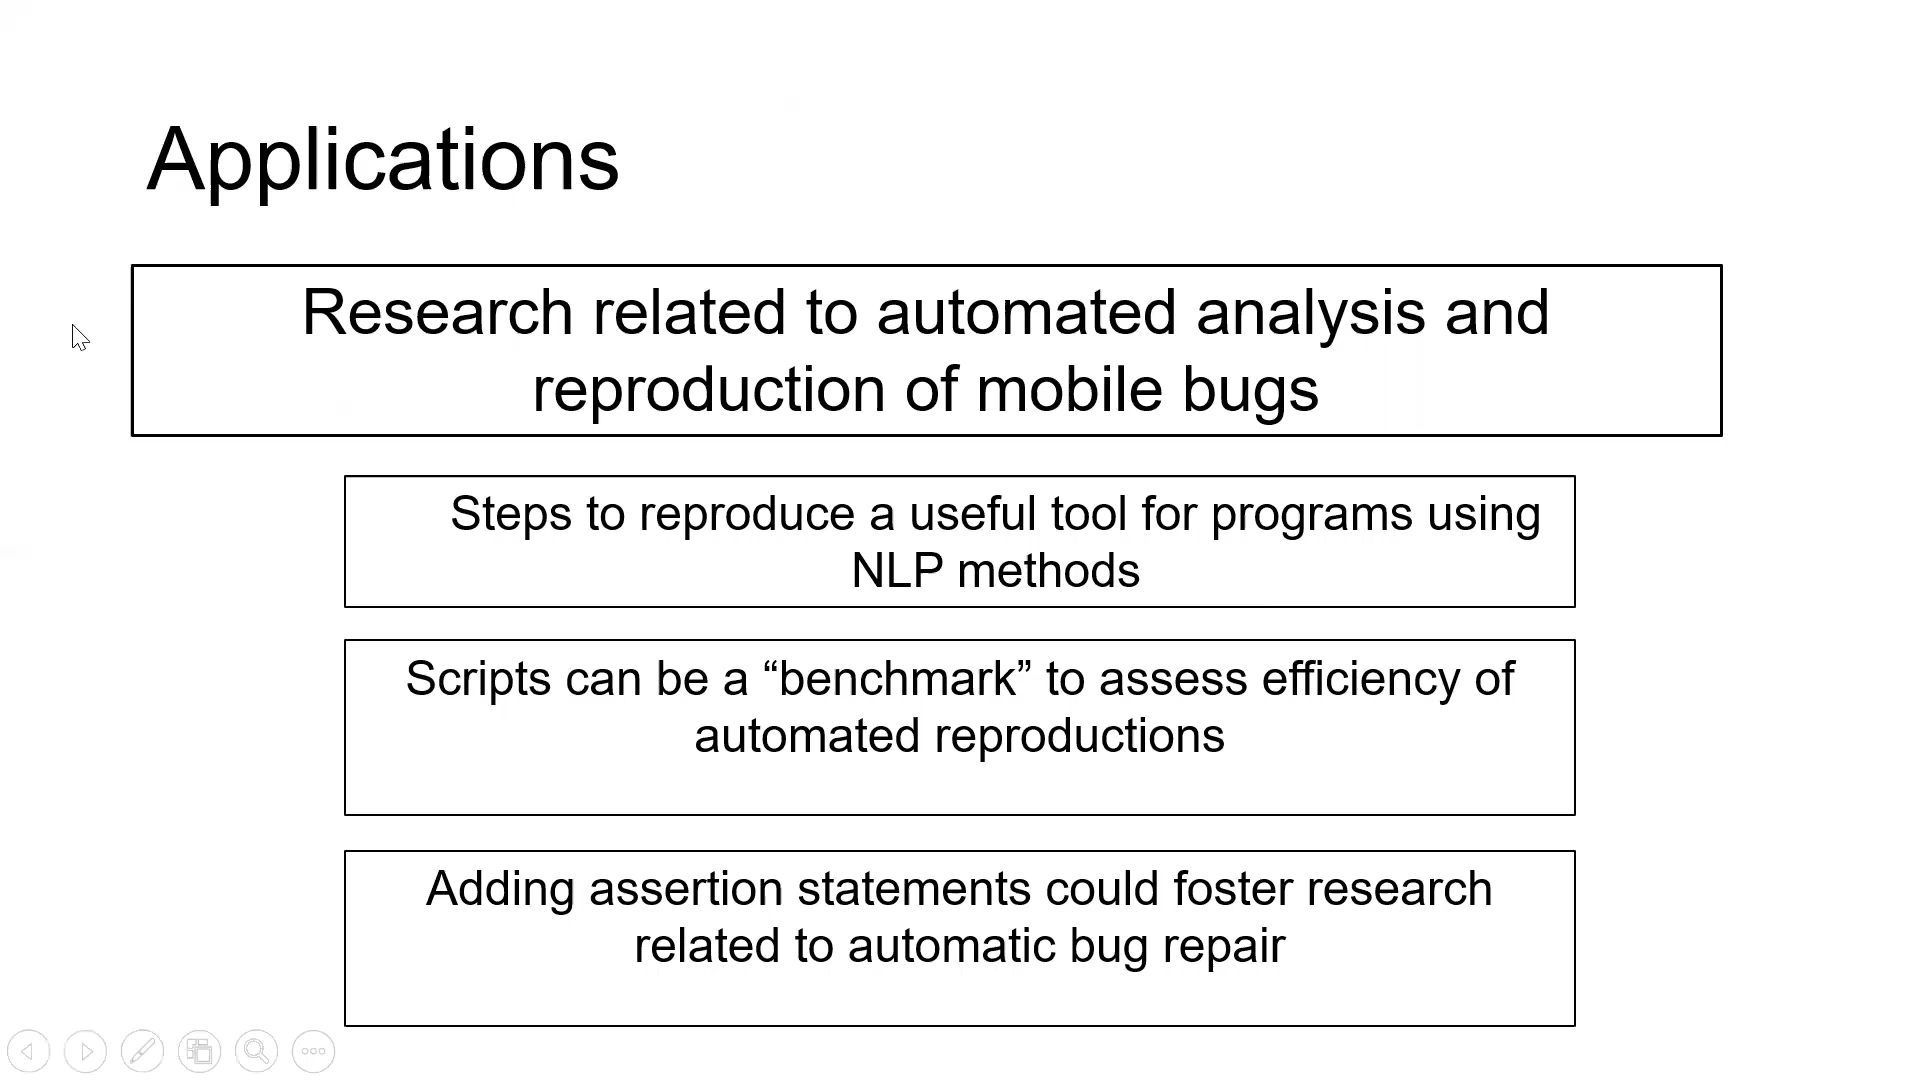 Applications
Research related to automated analysis and
reproduction of mobile bugs
Steps to reproduce a useful tool for programs using
NLP methods
Scripts can be a “benchmark” to assess efficiency of
automated reproductions
Adding assertion statements could foster research
related to automatic bug repair